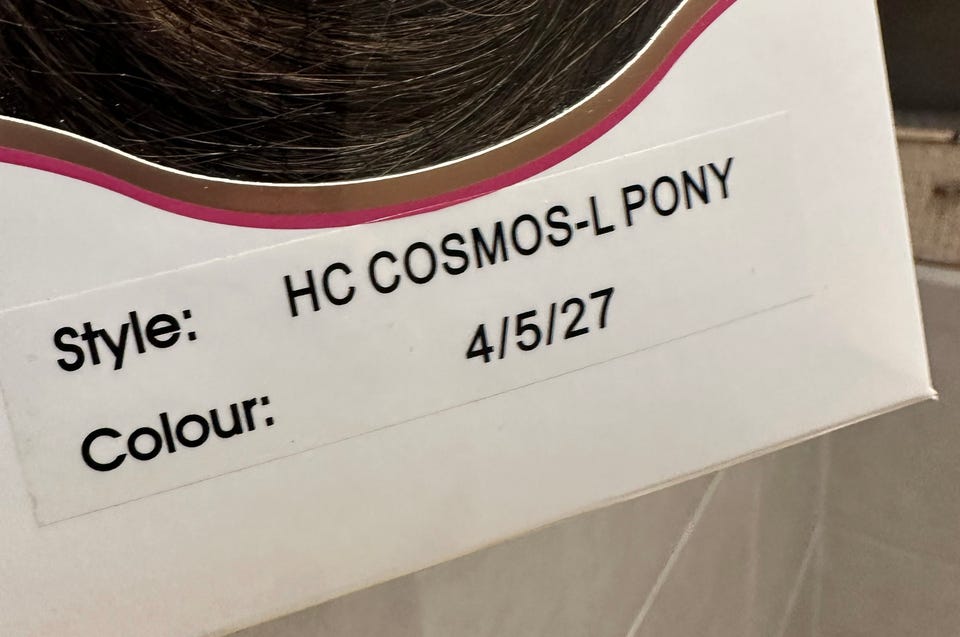 Style: HC COSMOS-L PONY
Colour: 4/5/27